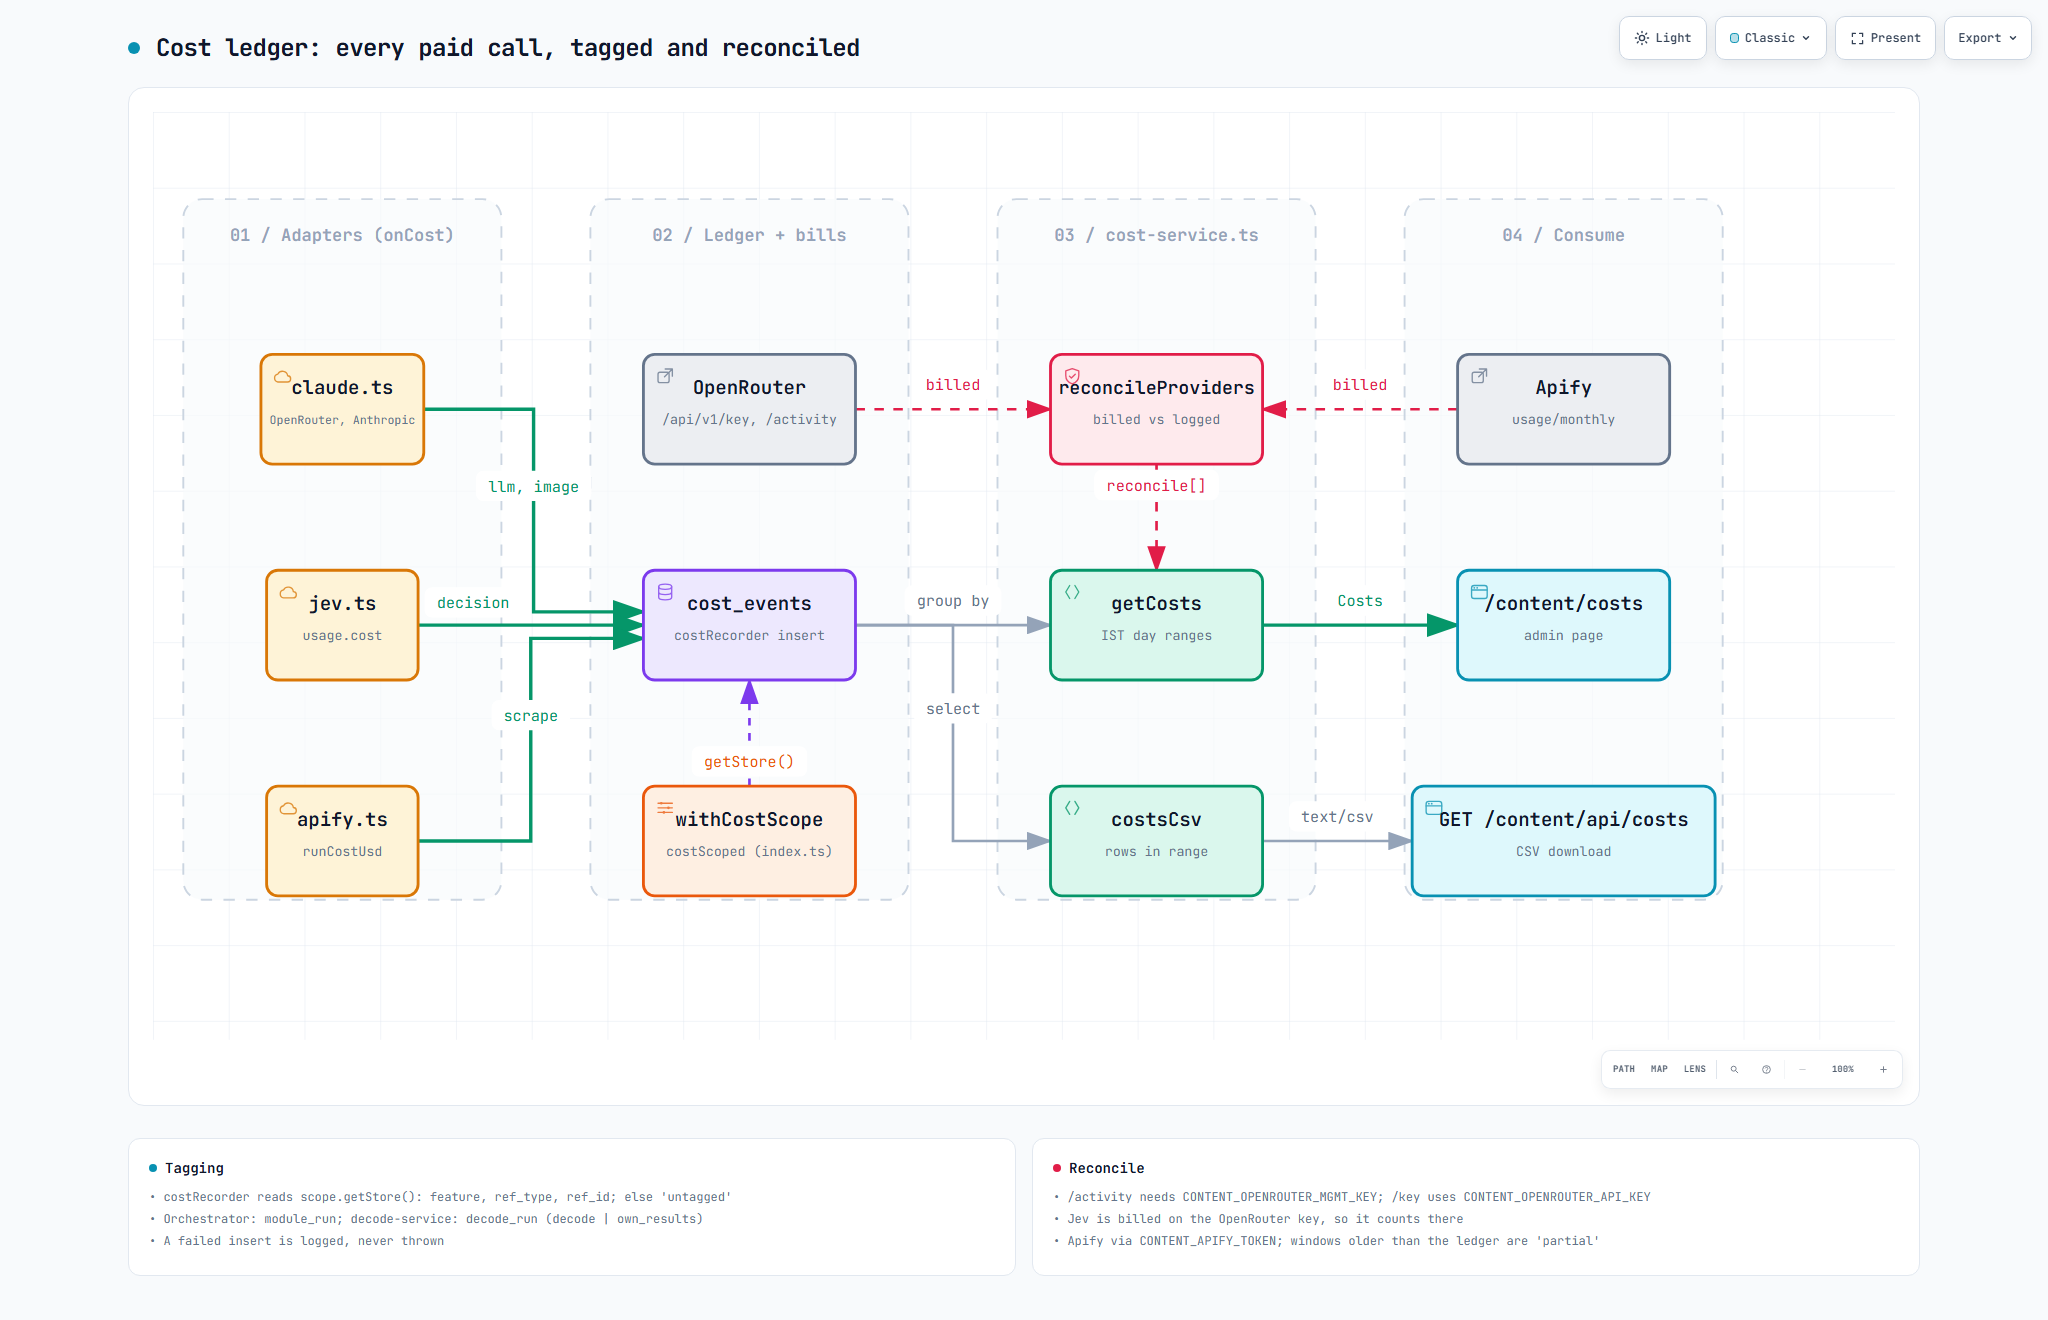 Cost ledger: every paid call, tagged and reconciled
Light
Classic
Present
Export
01 / Adapters (onCost)
02 / Ledger + bills
03 / cost-service.ts
04 / Consume
claude.ts
OpenRouter, Anthropic
OpenRouter
/api/v1/key, /activity
billed
reconcileProviders
billed vs logged
billed
Apify
usage/monthly
llm, image
reconcile[]
jev.ts
usage.cost
decision
cost_events
costRecorder insert
group by
getCosts
IST day ranges
Costs
/content/costs
admin page
scrape
select
getStore()
apify.ts
runCostUsd
withCostScope
costScoped (index.ts)
costsCsv
rows in range
text/csv
GET /content/api/costs
CSV download
PATH
MAP
LENS
100%
Tagging
• costRecorder reads scope.getStore(): feature, ref_type, ref_id; else 'untagged'
• Orchestrator: module_run; decode-service: decode_run (decode | own_results)
• A failed insert is logged, never thrown
Reconcile
• /activity needs CONTENT_OPENROUTER_MGMT_KEY; /key uses CONTENT_OPENROUTER_API_KEY
• Jev is billed on the OpenRouter key, so it counts there
• Apify via CONTENT_APIFY_TOKEN; windows older than the ledger are 'partial'